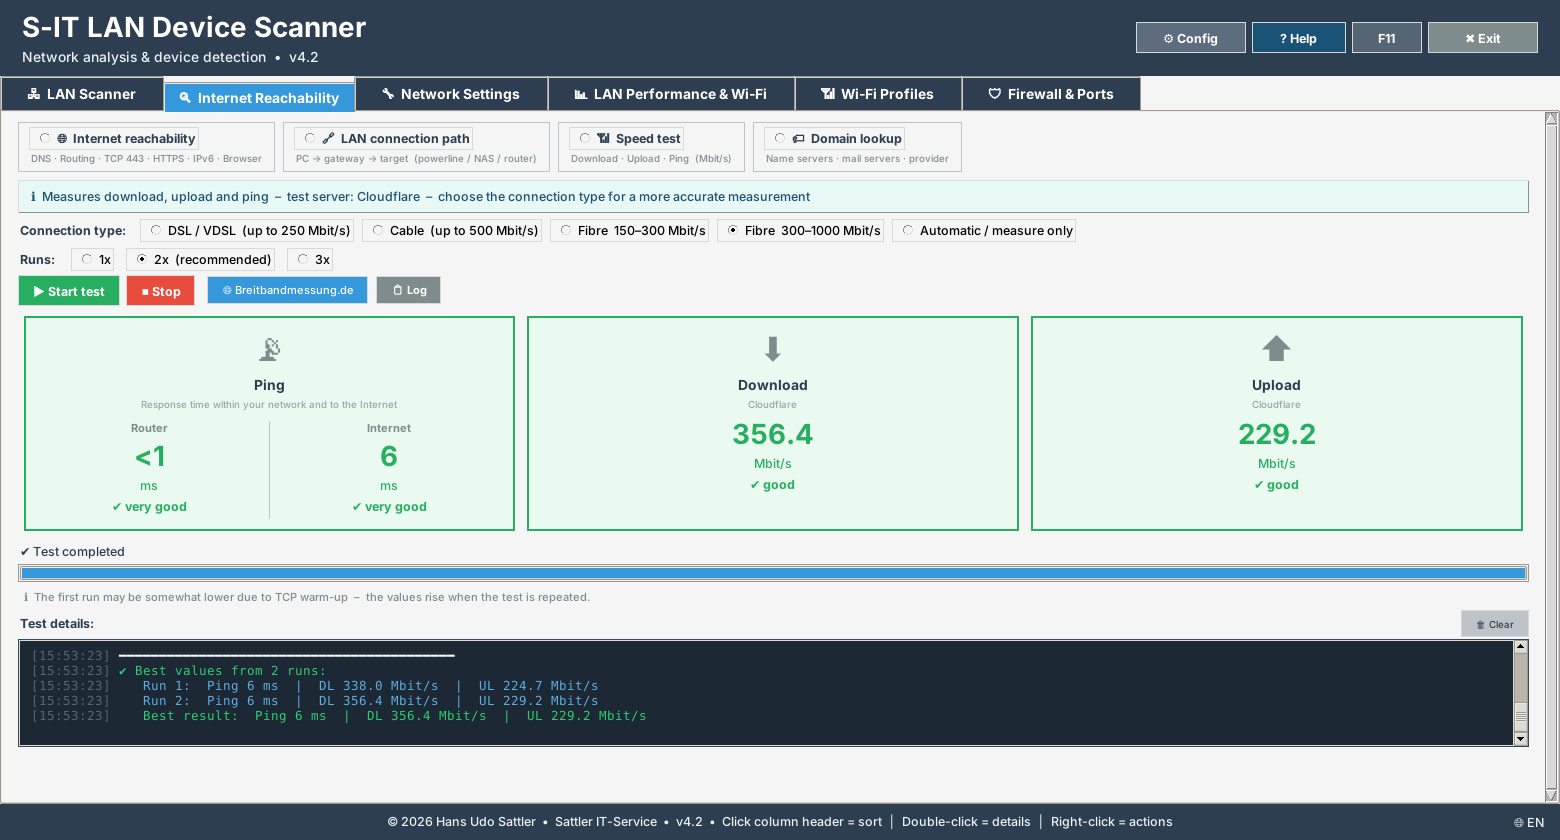 S-IT LAN Device Scanner
Network analysis & device detection • v4.2
⚙ Config
? Help
F11
✖ Exit
LAN Scanner
Internet Reachability
Network Settings
LAN Performance & Wi-Fi
Wi-Fi Profiles
Firewall & Ports
Internet reachability
DNS · Routing · TCP 443 · HTTPS · IPv6 · Browser
LAN connection path
PC → gateway → target (powerline / NAS / router)
Speed test
Download · Upload · Ping (Mbit/s)
Domain lookup
Name servers · mail servers · provider
ℹ Measures download, upload and ping – test server: Cloudflare – choose the connection type for a more accurate measurement
Connection type: DSL / VDSL (up to 250 Mbit/s) Cable (up to 500 Mbit/s) Fibre 150–300 Mbit/s Fibre 300–1000 Mbit/s Automatic / measure only
Runs: 1x 2x (recommended) 3x
▶ Start test
■ Stop
Breitbandmessung.de
Log
Ping
Response time within your network and to the Internet
Router
<1
ms
✔ very good
Internet
6
ms
✔ very good
Download
Cloudflare
356.4
Mbit/s
✔ good
Upload
Cloudflare
229.2
Mbit/s
✔ good
✔ Test completed
ℹ The first run may be somewhat lower due to TCP warm-up – the values rise when the test is repeated.
Test details:
Clear
[15:53:23] ━━━━━━━━━━━━━━━━━━━━━━━━━━━━━━━━━━━━━━━━━━
[15:53:23] ✔ Best values from 2 runs:
[15:53:23] Run 1: Ping 6 ms | DL 338.0 Mbit/s | UL 224.7 Mbit/s
[15:53:23] Run 2: Ping 6 ms | DL 356.4 Mbit/s | UL 229.2 Mbit/s
[15:53:23] Best result: Ping 6 ms | DL 356.4 Mbit/s | UL 229.2 Mbit/s
© 2026 Hans Udo Sattler • Sattler IT-Service • v4.2 • Click column header = sort | Double-click = details | Right-click = actions
EN